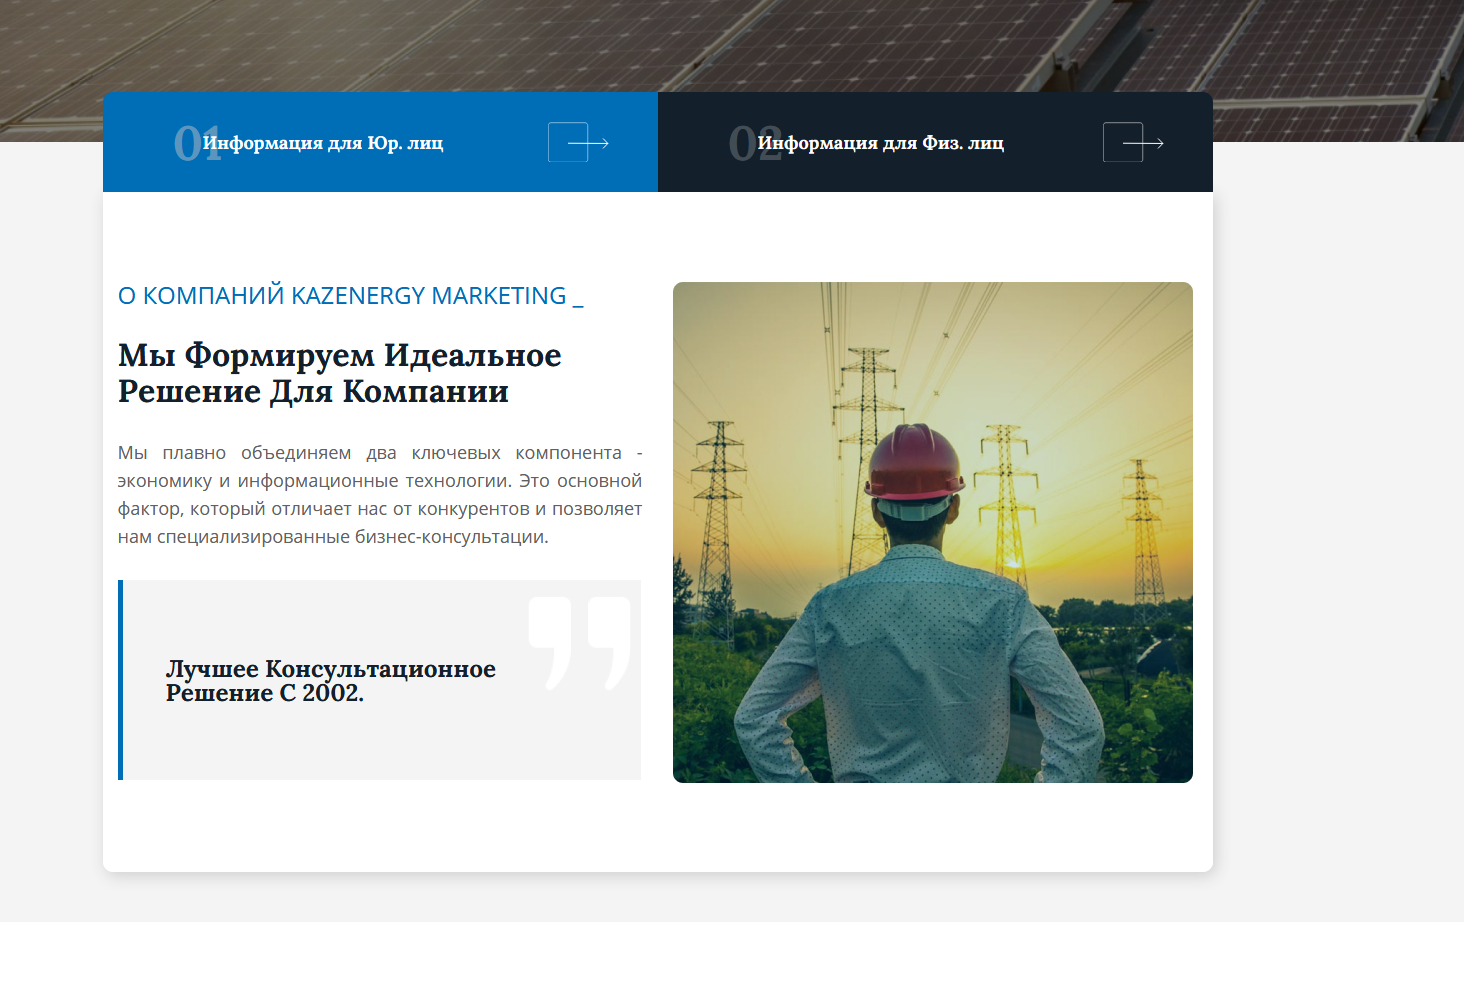 01 Информация для Юр. лиц
02 Информация для Физ. лиц
О КОМПАНИЙ KAZENERGY MARKETING _
Мы Формируем Идеальное
Решение Для Компании
Мы плавно объединяем два ключевых компонента -
экономику и информационные технологии. Это основной
фактор, который отличает нас от конкурентов и позволяет
нам специализированные бизнес-консультации.
Лучшее Консультационное
Решение С 2002.